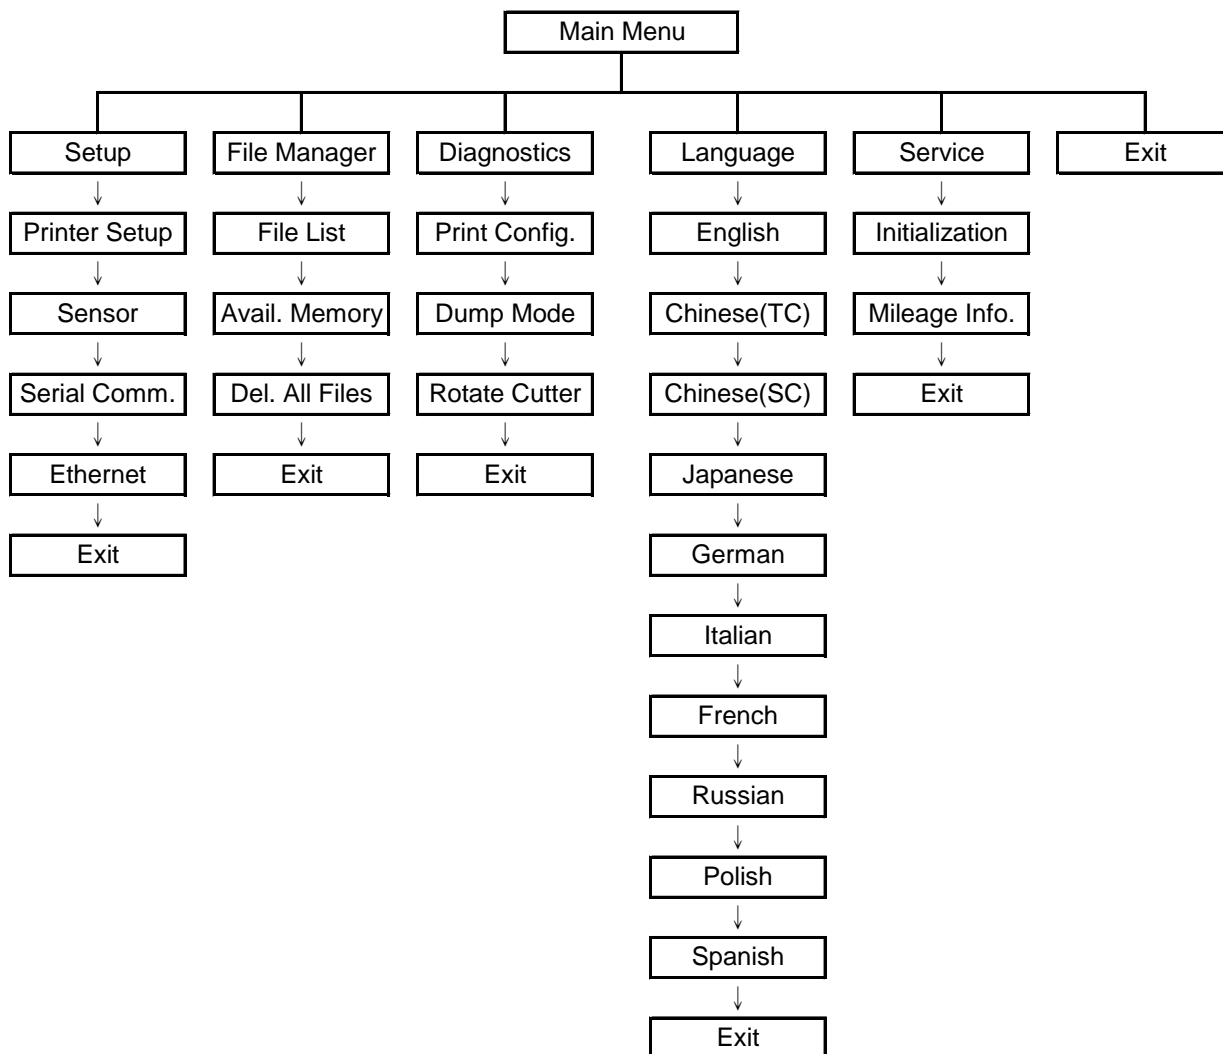 Main Menu
Setup
File Manager
Diagnostics
Language
Service
Exit
Printer Setup
File List
Print Config.
English
Initialization
Sensor
Avail. Memory
Dump Mode
Chinese(TC)
Mileage Info.
Serial Comm.
Del. All Files
Rotate Cutter
Chinese(SC)
Exit
Ethernet
Exit
Exit
Japanese
Exit
German
Italian
French
Russian
Polish
Spanish
Exit